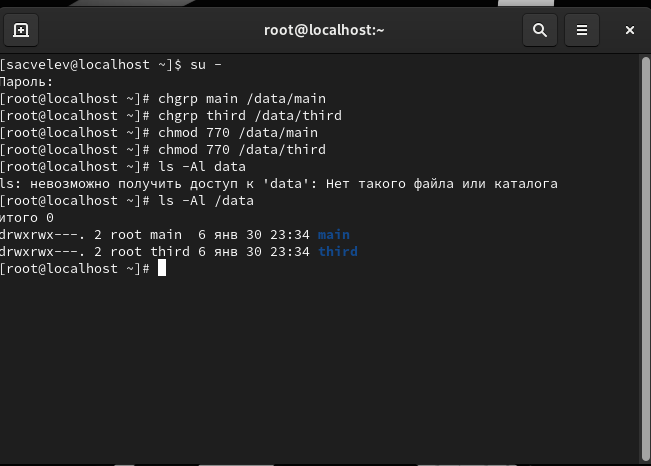 root@localhost:~
[sacvelev@localhost ~]$ su -
Пароль:
[root@localhost ~]# chgrp main /data/main
[root@localhost ~]# chgrp third /data/third
[root@localhost ~]# chmod 770 /data/main
[root@localhost ~]# chmod 770 /data/third
[root@localhost ~]# ls -Al data
ls: невозможно получить доступ к 'data': Нет такого файла или каталога
[root@localhost ~]# ls -Al /data
итого 0
drwxrwx---. 2 root main  6 янв 30 23:34 main
drwxrwx---. 2 root third 6 янв 30 23:34 third
[root@localhost ~]#